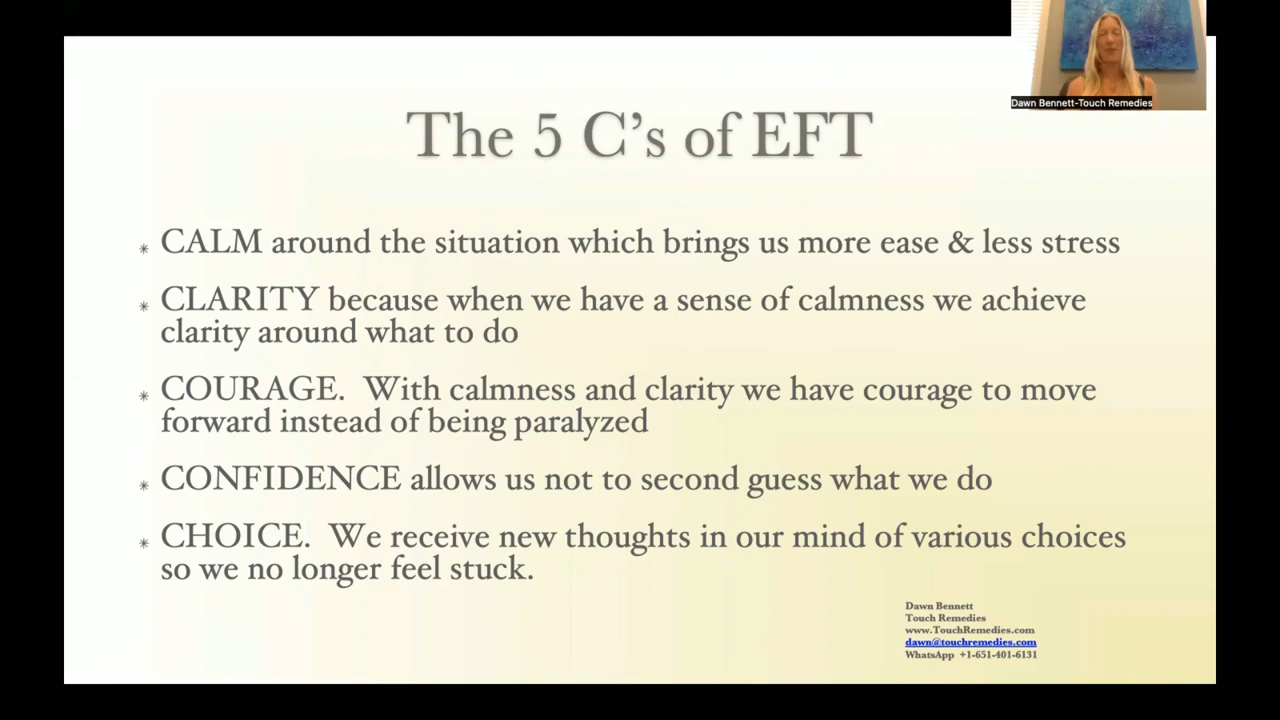 Dawn Bennett-Touch Remedies
The 5 C's of EFT
* CALM around the situation which brings us more ease & less stress
* CLARITY because when we have a sense of calmness we achieve
clarity around what to do
* COURAGE.  With calmness and clarity we have courage to move
forward instead of being paralyzed
* CONFIDENCE allows us not to second guess what we do
* CHOICE.  We receive new thoughts in our mind of various choices
so we no longer feel stuck.
Dawn Bennett
Touch Remedies
www.TouchRemedies.com
dawn@touchremedies.com
WhatsApp +1-651-401-6131